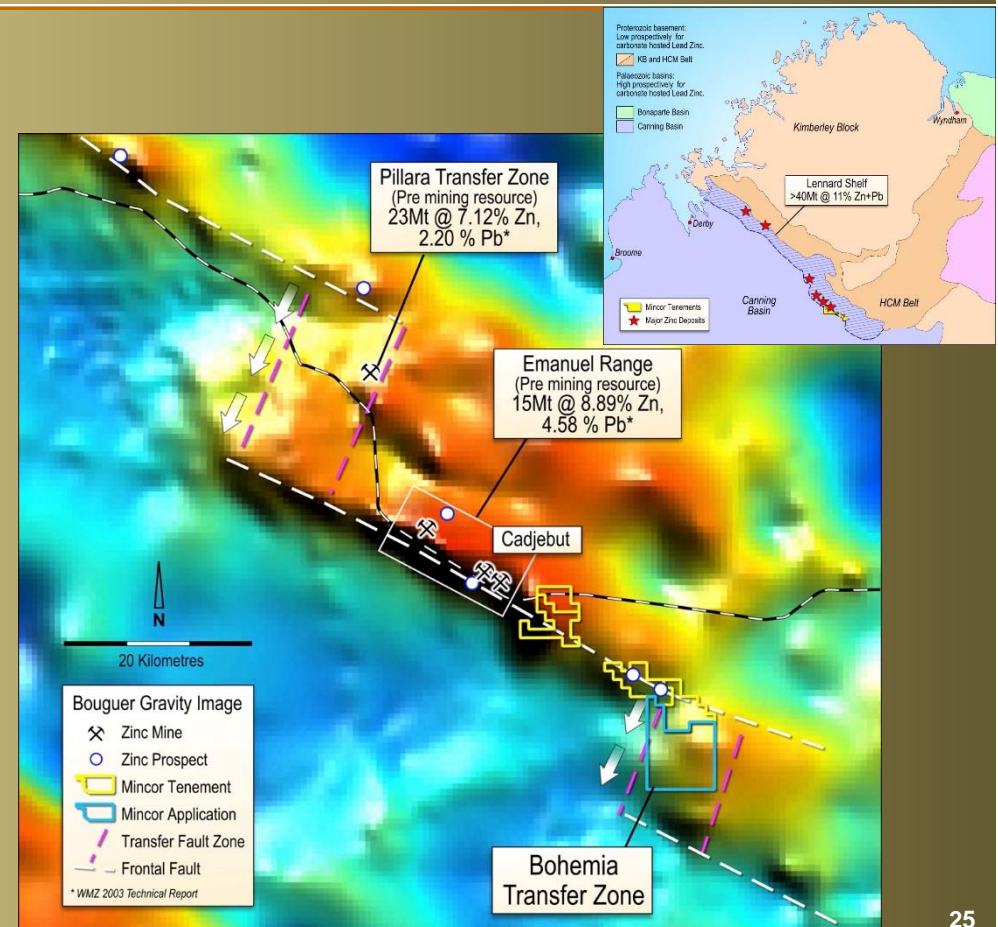 Proterozoic basement:
Low prospectively for
carbonate hosted Lead Zinc.
KB and HCM Belt
Palaeozoic basins:
High prospectively for
carbonate hosted Lead Zinc.
Bonaparte Basin
Canning Basin
Kimberley Block
Wyndham
Lennard Shelf
>40Mt @ 11% Zn+Pb
Derby
Broome
Canning
Basin
HCM Belt
Mincor Tenements
Major Zinc Deposits
Pillara Transfer Zone
(Pre mining resource)
23Mt @ 7.12% Zn,
2.20 % Pb*
Emanuel Range
(Pre mining resource)
15Mt @ 8.89% Zn,
4.58 % Pb*
Cadjebut
N
20 Kilometres
Bouguer Gravity Image
Zinc Mine
Zinc Prospect
Mincor Tenement
Mincor Application
Transfer Fault Zone
Frontal Fault
* WMZ 2003 Technical Report
Bohemia
Transfer Zone
25